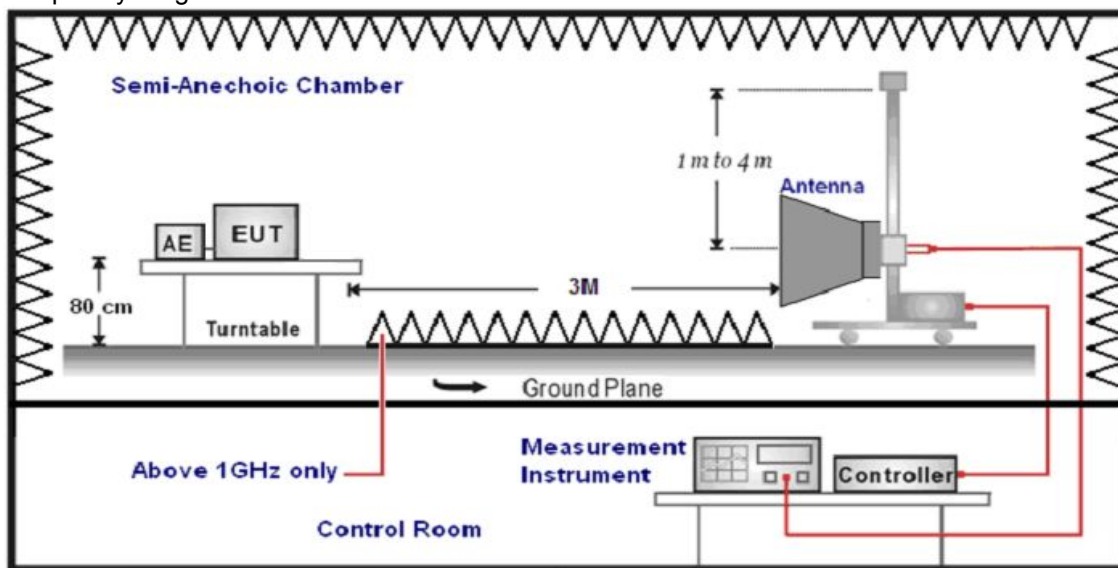 Semi-Anechoic Chamber
1 m to 4 m
Antenna
AE
EUT
3M
80 cm
Turntable
Ground Plane
Above 1GHz only
Measurement
Instrument
Controller
Control Room